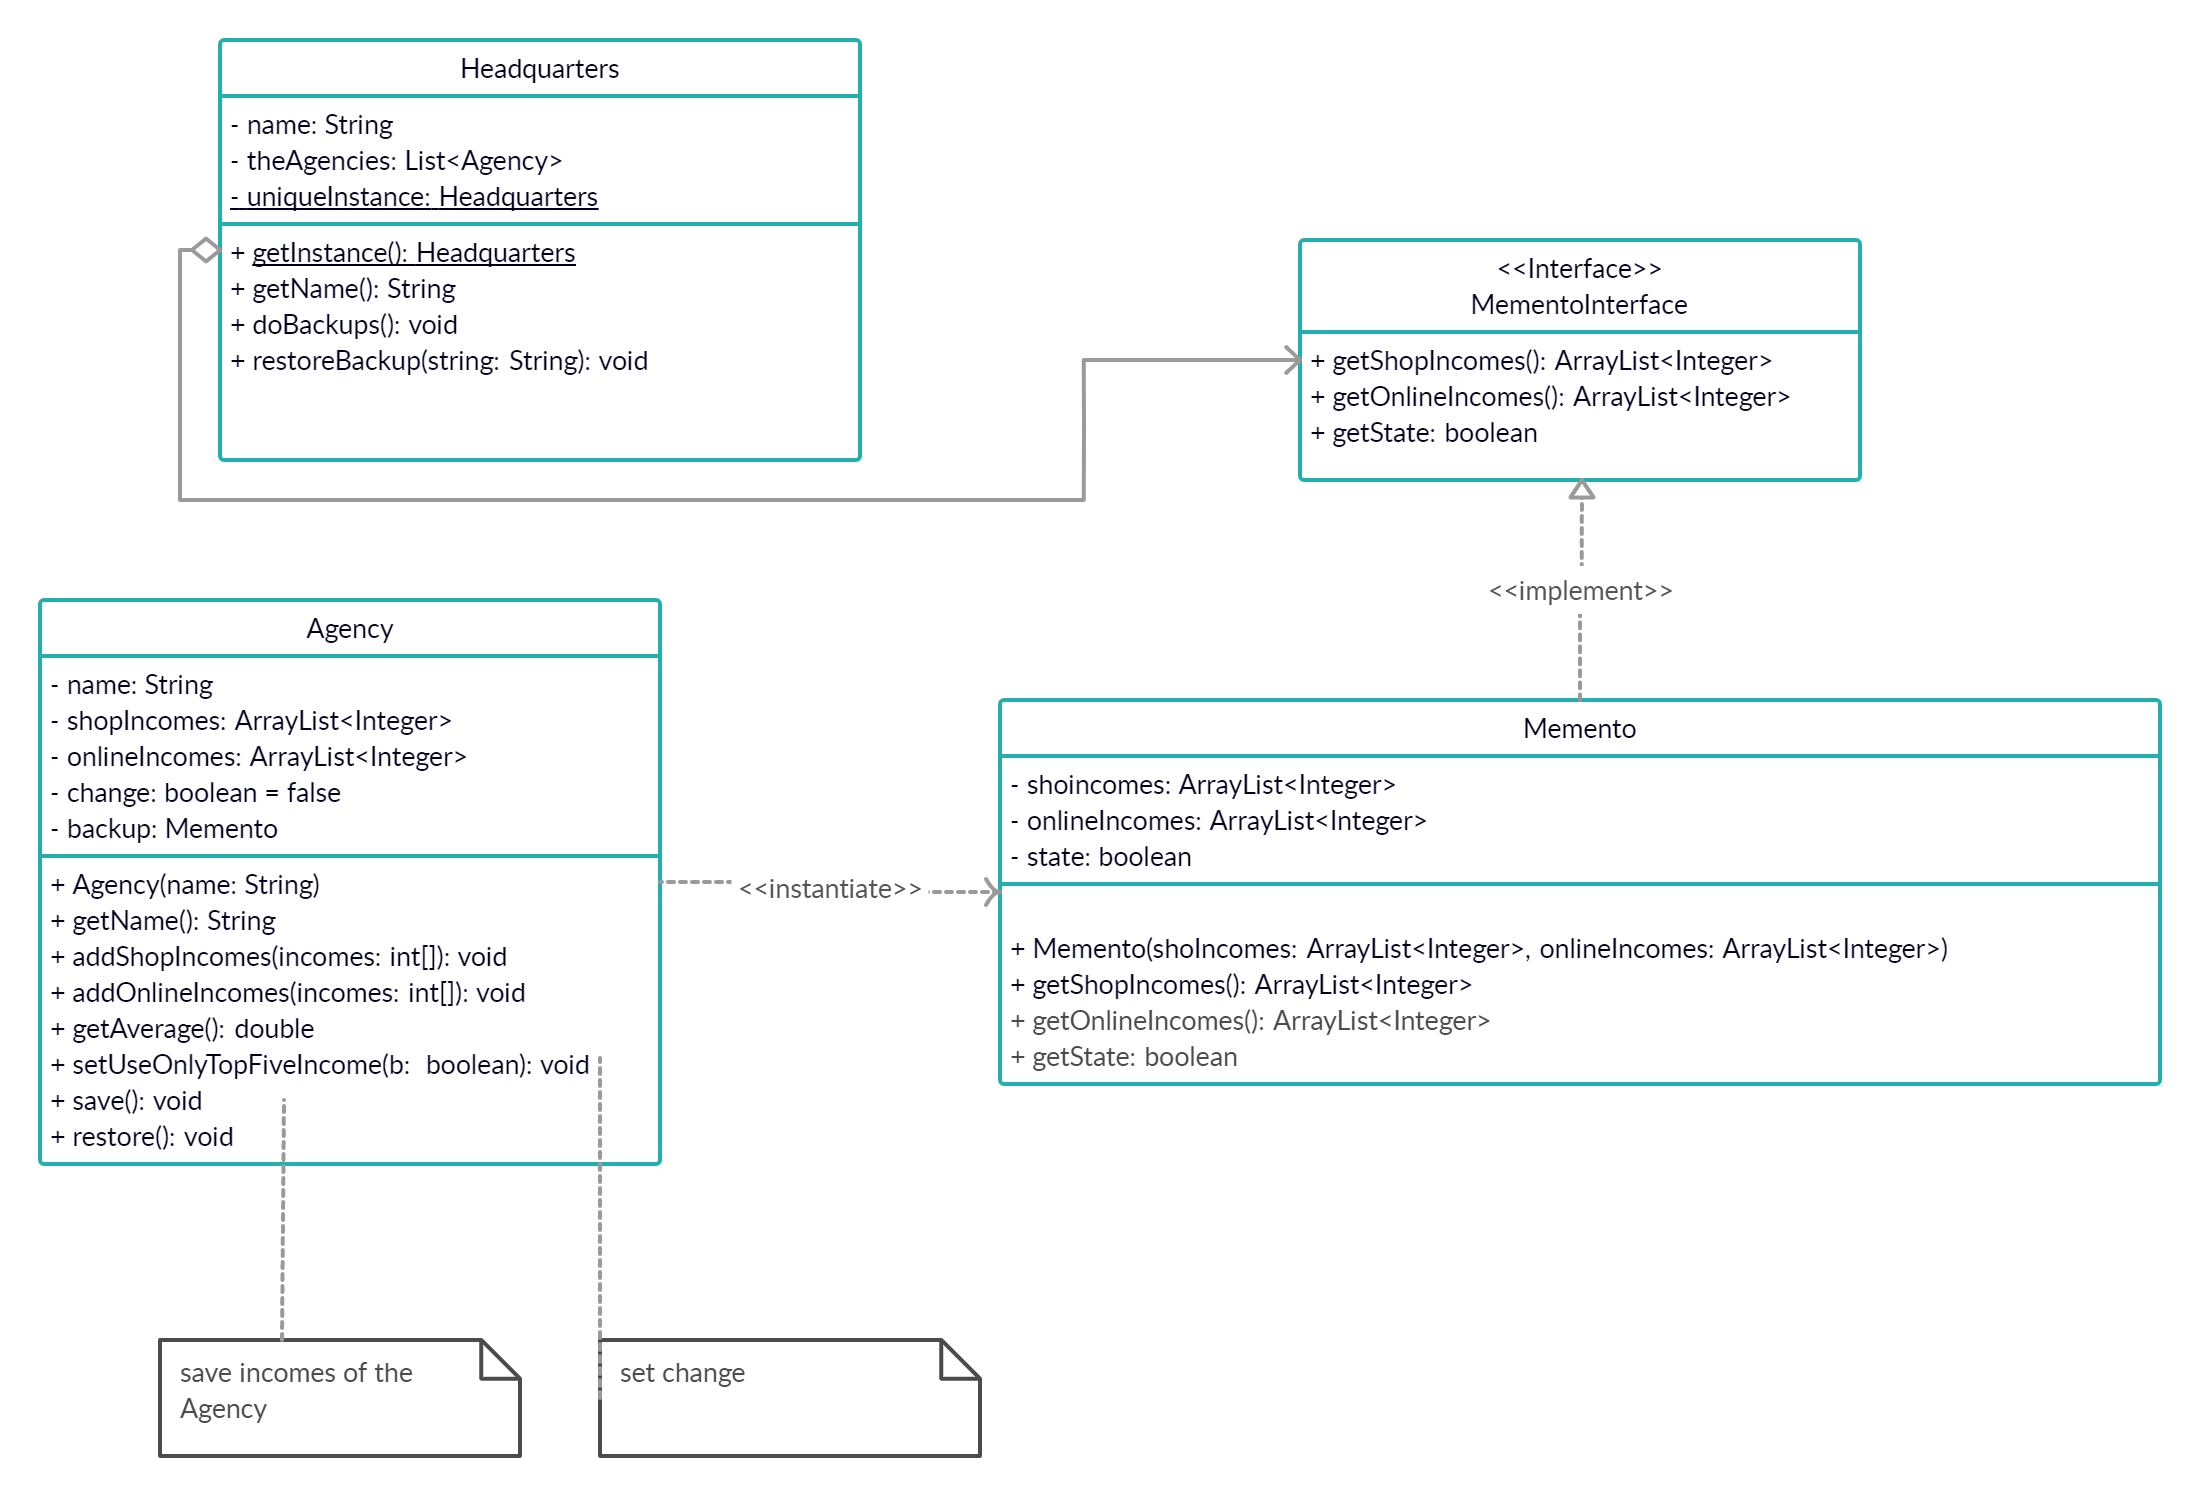 Headquarters
- name: String
- theAgencies: List<Agency>
- uniqueInstance: Headquarters
+ getInstance(): Headquarters
+ getName(): String
+ doBackups(): void
+ restoreBackup(string: String): void
<<Interface>>
MementoInterface
+ getShopIncomes(): ArrayList<Integer>
+ getOnlineIncomes(): ArrayList<Integer>
+ getState: boolean
<<implement>>
Agency
- name: String
- shopIncomes: ArrayList<Integer>
- onlineIncomes: ArrayList<Integer>
- change: boolean = false
- backup: Memento
+ Agency(name: String)
+ getName(): String
+ addShopIncomes(incomes: int[]): void
+ addOnlineIncomes(incomes: int[]): void
+ getAverage(): double
+ setUseOnlyTopFiveIncome(b: boolean): void
+ save(): void
+ restore(): void
<<instantiate>>
Memento
- shoincomes: ArrayList<Integer>
- onlineIncomes: ArrayList<Integer>
- state: boolean
+ Memento(shoIncomes: ArrayList<Integer>, onlineIncomes: ArrayList<Integer>)
+ getShopIncomes(): ArrayList<Integer>
+ getOnlineIncomes(): ArrayList<Integer>
+ getState: boolean
save incomes of the
Agency
set change